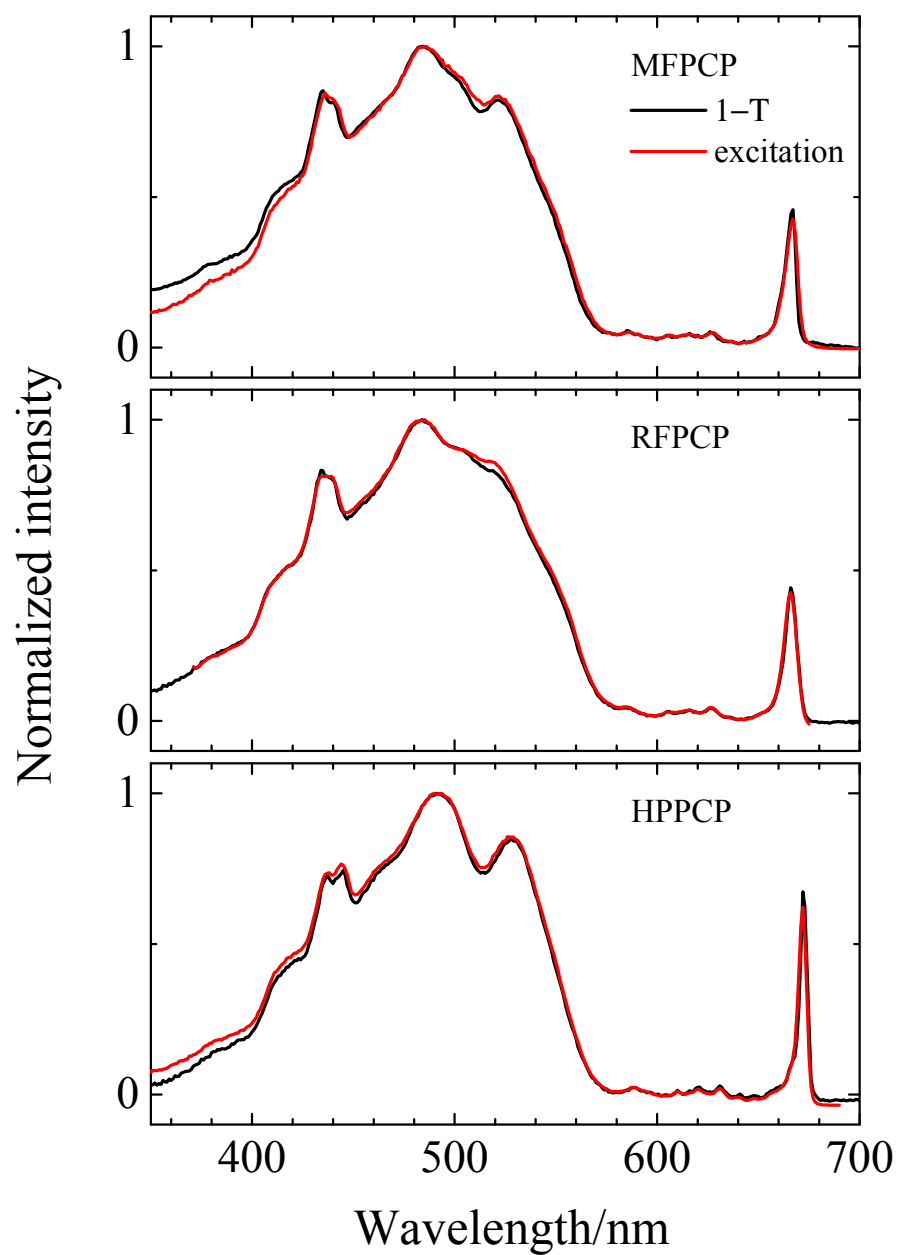 1
MFPCP
1−T
excitation
0
1
RFPCP
0
1
HPPCP
0
400 500 600 700
Wavelength/nm
Normalized intensity